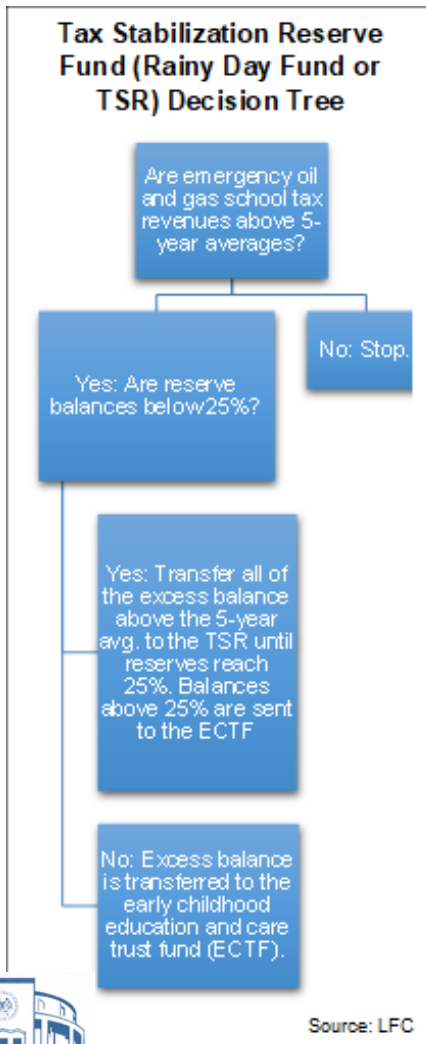 Tax Stabilization Reserve
Fund (Rainy Day Fund or
TSR) Decision Tree
Are emergency oil
and gas school tax
revenues above 5-
year averages?
No: Stop.
Yes: Are reserve
balances below 25%?
Yes: Transfer all of
the excess balance
above the 5-year
avg. to the TSR until
reserves reach
25%. Balances
above 25% are sent
to the ECTF
No: Excess balance
is transferred to the
early childhood
education and care
trust fund (ECTF).
Source: LFC